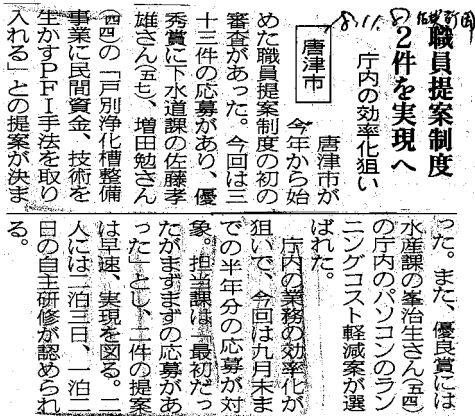 8.11.8
職員提案制度
2件を実現へ
庁内の効率化狙い
唐津市
唐津市が
今年から始
めた職員提案制度の初の
審査があった。今回は三
十三件の応募があり、優
秀賞に下水道課の佐藤孝
雄さん(五七)、増田勉さん
(四四)の「戸別浄化槽整備
事業に民間資金、技術を
生かすPFI手法を取り
入れる」との提案が決ま
った。また、優良賞には
水産課の峯治生さん(五四)
の庁内のパソコンのラン
ニングコスト軽減案が選
ばれた。
庁内の業務の効率化が
狙いで、今回は九月末ま
での半年分の応募が対
象。担当課は「最初だっ
たがまずまずの応募があ
った」とし、二件の提案
は早速、実現を図る。二
人には二泊三日、一泊二
日の自主研修が認められ
る。